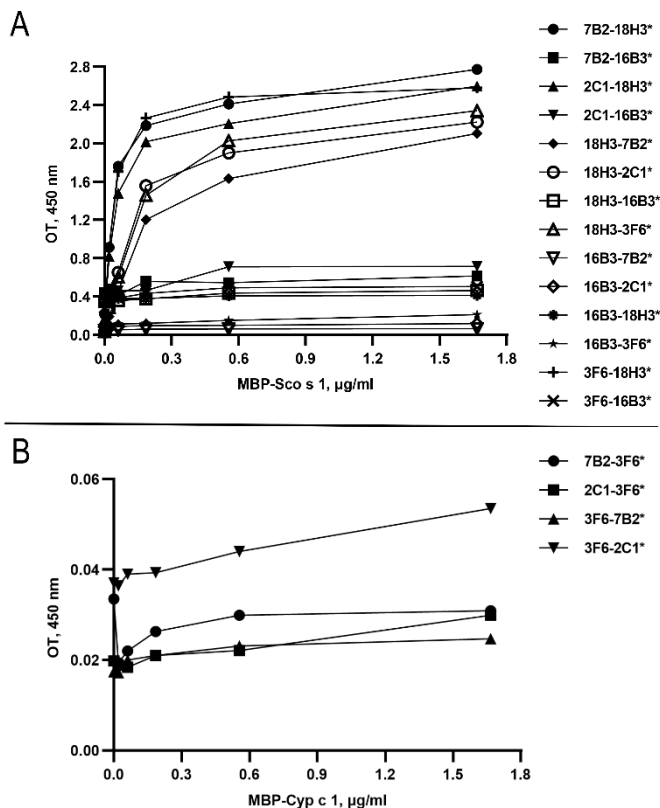 A
2.8
2.4
2.0
1.6
1.2
0.8
0.4
0.0
OT, 450 nm
0.0 0.3 0.6 0.9 1.2 1.5 1.8
MBP-Sco s 1, µg/ml
7B2-18H3*
7B2-16B3*
2C1-18H3*
2C1-16B3*
18H3-7B2*
18H3-2C1*
18H3-16B3*
18H3-3F6*
16B3-7B2*
16B3-2C1*
16B3-18H3*
16B3-3F6*
3F6-18H3*
3F6-16B3*
B
0.06
0.04
0.02
0.00
OT, 450 nm
0.0 0.3 0.6 0.9 1.2 1.5 1.8
MBP-Cyp c 1, µg/ml
7B2-3F6*
2C1-3F6*
3F6-7B2*
3F6-2C1*